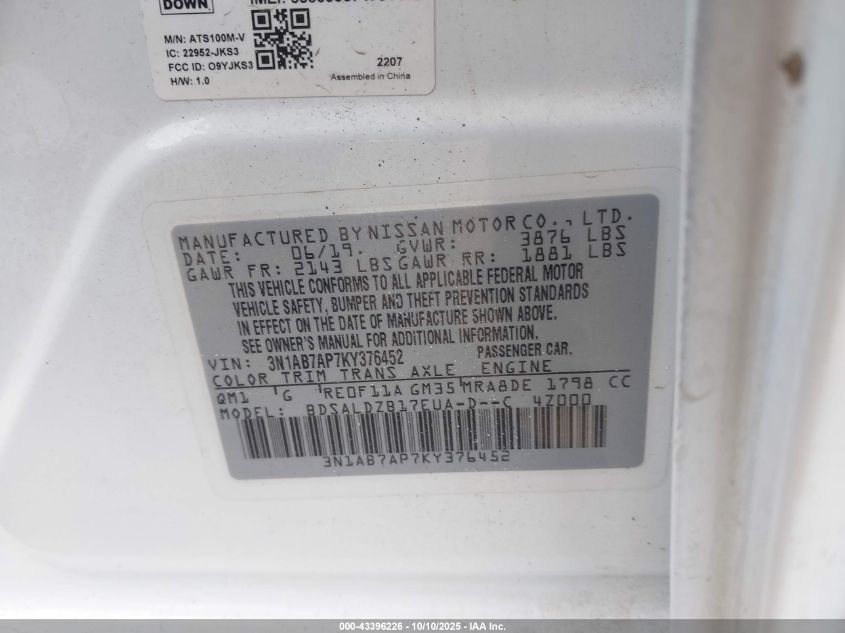 DOWN
M/N: ATS100M-V
IC: 22952-JKS3
FCC ID: O9YJKS3
H/W: 1.0
2207
Assembled in China
MANUFACTURED BY NISSAN MOTOR CO., LTD.
DATE: 06/19. GVWR: 3876 LBS
GAWR FR: 2143 LBS GAWR RR: 1881 LBS
THIS VEHICLE CONFORMS TO ALL APPLICABLE FEDERAL MOTOR
VEHICLE SAFETY, BUMPER AND THEFT PREVENTION STANDARDS
IN EFFECT ON THE DATE OF MANUFACTURE SHOWN ABOVE.
SEE OWNER'S MANUAL FOR ADDITIONAL INFORMATION.
VIN: 3N1AB7AP7KY376452 PASSENGER CAR.
COLOR TRIM TRANS AXLE ENGINE
QM1 G RE0F11A GM35 MRA8DE 1798 CC
MODEL: BDSALDZB17EUA-D--C 4Z000
3N1AB7AP7KY376452
000-43396226 - 10/10/2025 - IAA Inc.